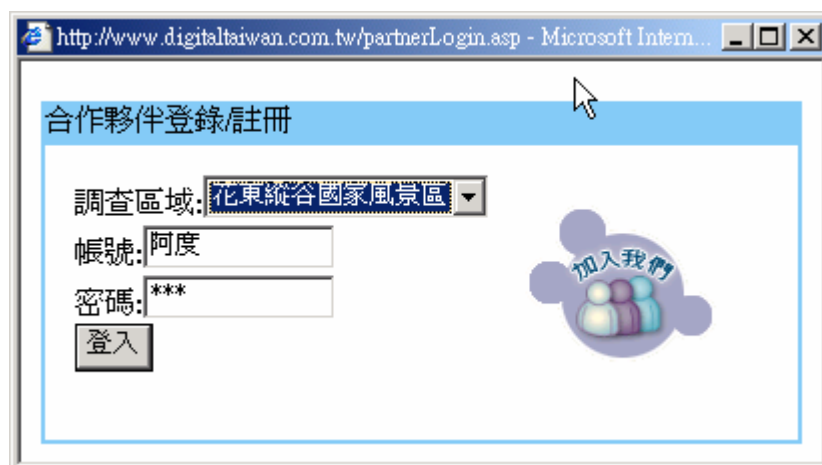 http://www.digitaltaiwan.com.tw/partnerLogin.asp - Microsoft Intern...
合作夥伴登錄/註冊
調查區域:花東縱谷國家風景區
帳號:阿度
密碼:***
登入
加入我們